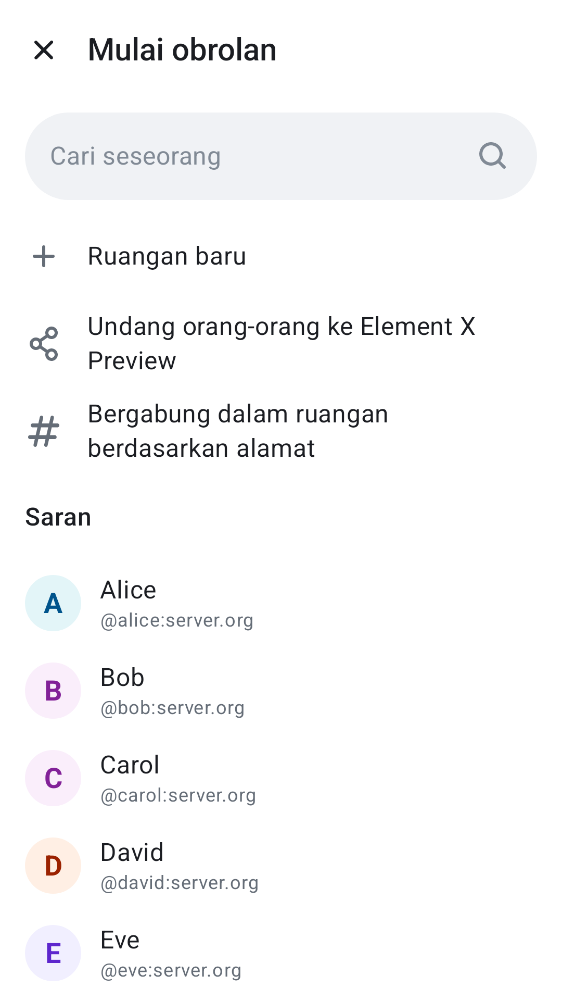 Mulai obrolan
Cari seseorang
Ruangan baru
Undang orang-orang ke Element X
Preview
Bergabung dalam ruangan
berdasarkan alamat
Saran
A
Alice
@alice:server.org
B
Bob
@bob:server.org
C
Carol
@carol:server.org
D
David
@david:server.org
E
Eve
@eve:server.org